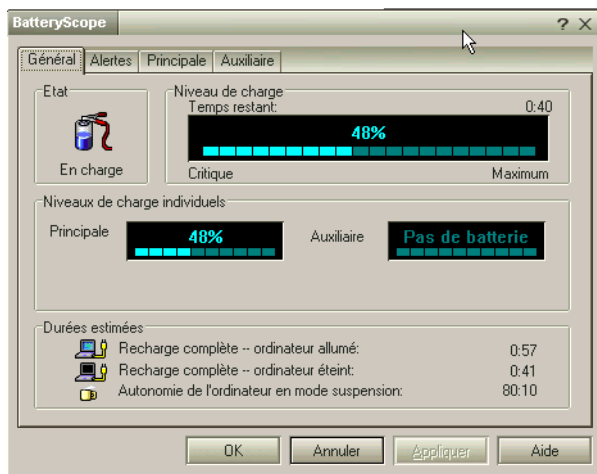 BatteryScope
Général Alertes Principale Auxiliaire
Etat
En charge
Niveau de charge
Temps restant: 0:40
48%
Critique Maximum
Niveaux de charge individuels
Principale 48% Auxiliaire Pas de batterie
Durées estimées
Recharge complète -- ordinateur allumé: 0:57
Recharge complète -- ordinateur éteint: 0:41
Autonomie de l'ordinateur en mode suspension: 80:10
OK Annuler Appliquer Aide